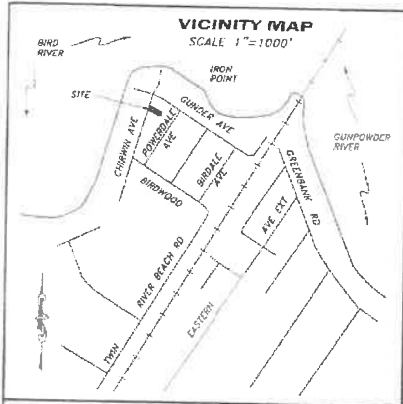 VICINITY MAP
SCALE 1"=1000'
BIRD
RIVER
IRON
POINT
SITE
GUNDER AVE
CHIRWIN AVE
POWERDALE
AVE
GUNPOWDER
RIVER
BIRDALE
AVE
GREENBANK RD
BIRDWOOD
AVE EXT
RIVER BEACH RD
EASTERN
TWIN